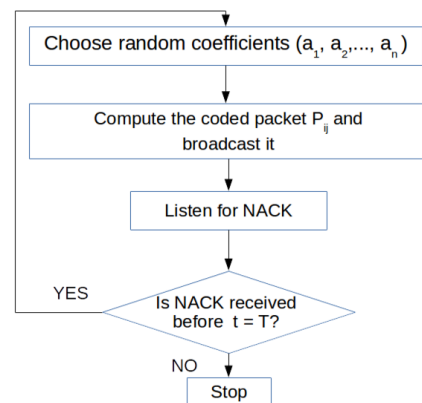 Choose random coefficients (a₁, a₂,..., aₙ )
Compute the coded packet Pᵢⱼ and
broadcast it
Listen for NACK
YES
Is NACK received
before t = T?
NO
Stop